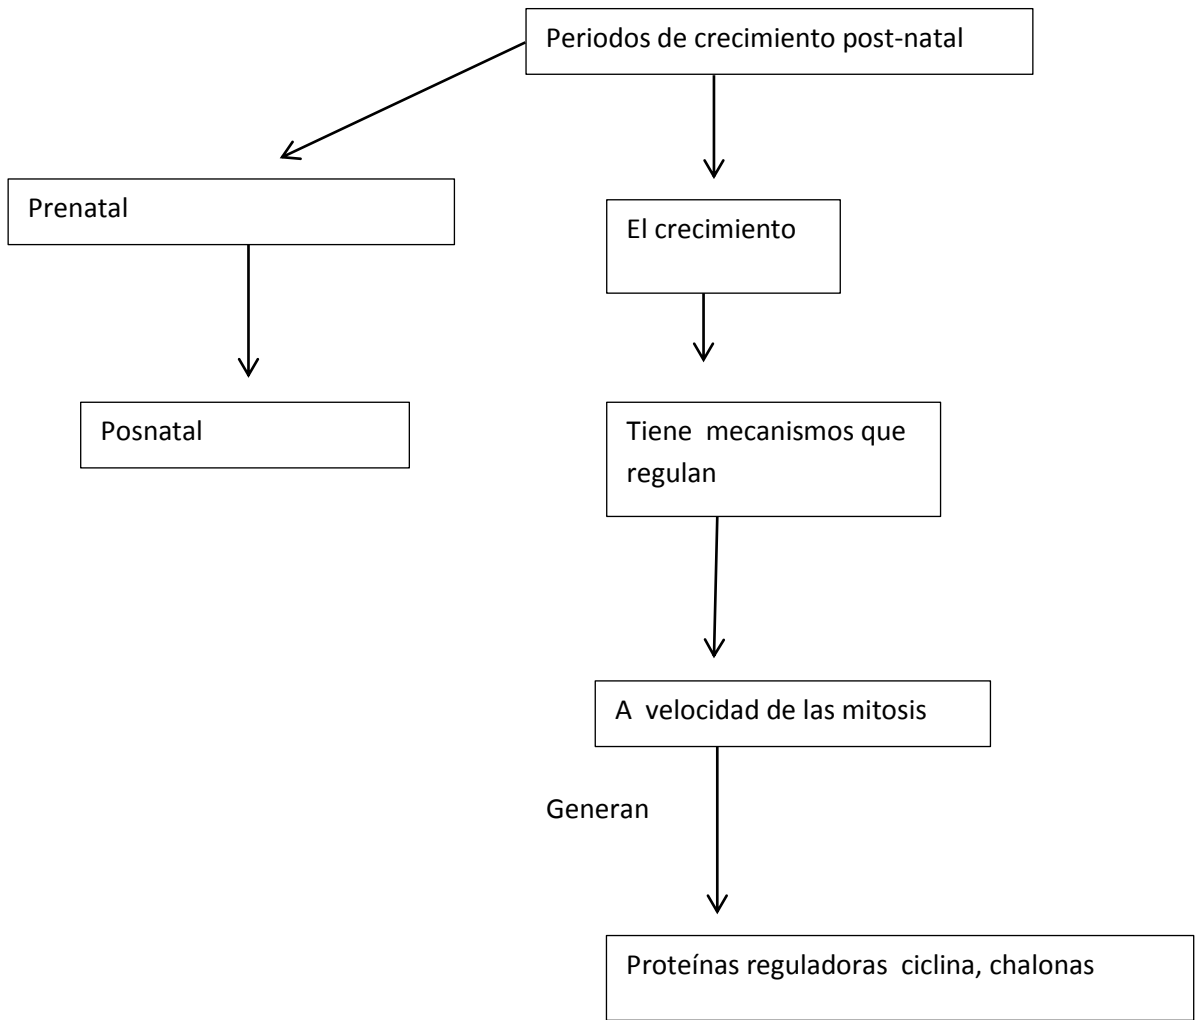 Periodos de crecimiento post-natal
Prenatal
El crecimiento
Posnatal
Tiene  mecanismos que
regulan
A  velocidad de las mitosis
Generan
Proteínas reguladoras  ciclina, chalonas